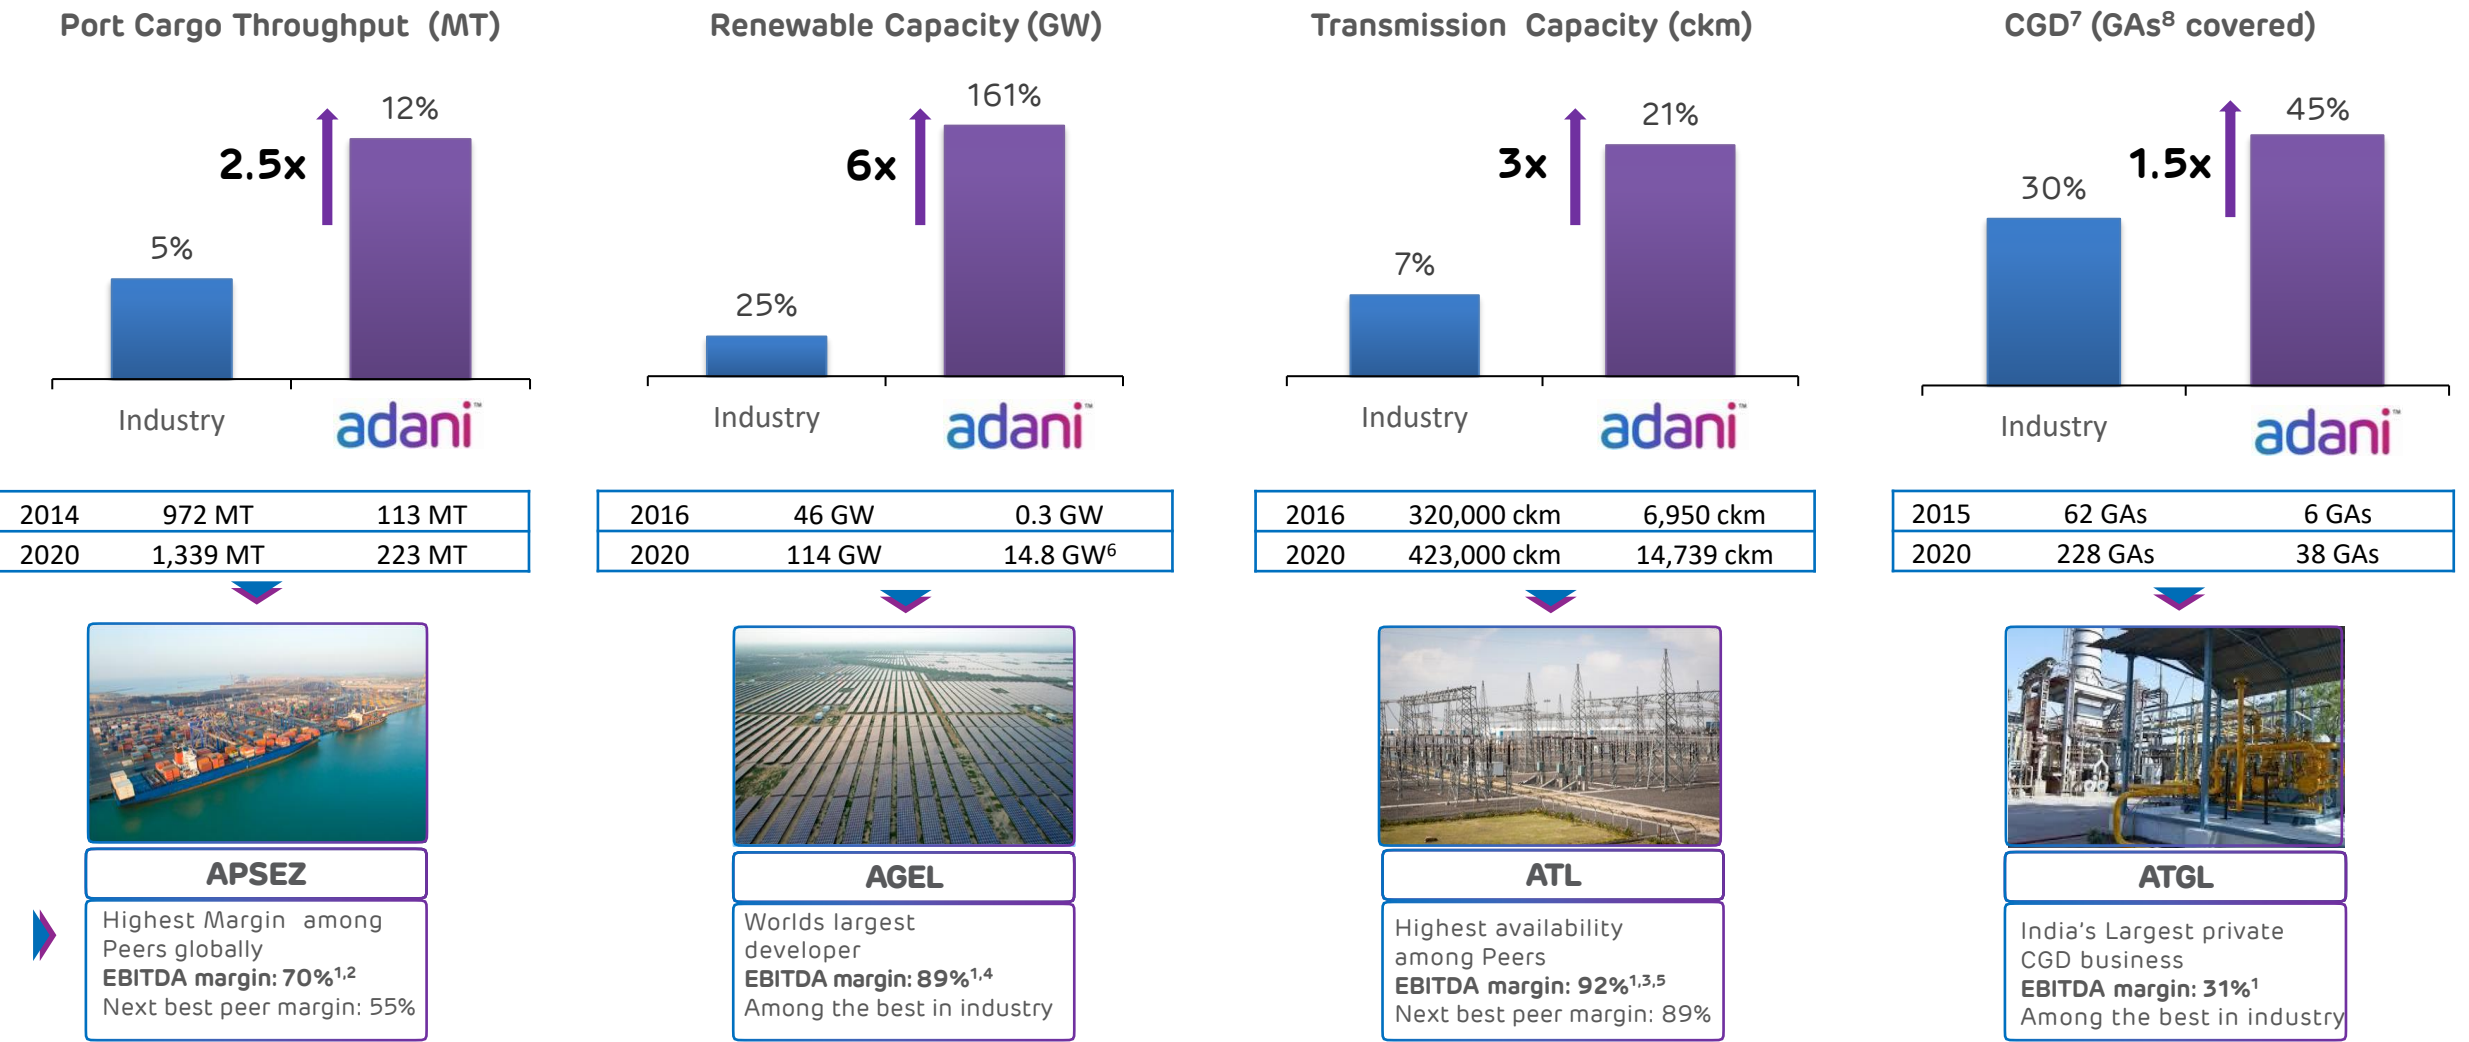 Port Cargo Throughput (MT)
12%
2.5x
5%
Industry
adani™
2014 972 MT 113 MT
2020 1,339 MT 223 MT
APSEZ
Highest Margin among
Peers globally
EBITDA margin: 70%1,2
Next best peer margin: 55%
Renewable Capacity (GW)
161%
6x
25%
Industry
adani™
2016 46 GW 0.3 GW
2020 114 GW 14.8 GW6
AGEL
Worlds largest
developer
EBITDA margin: 89%1,4
Among the best in industry
Transmission Capacity (ckm)
21%
3x
7%
Industry
adani™
2016 320,000 ckm 6,950 ckm
2020 423,000 ckm 14,739 ckm
ATL
Highest availability
among Peers
EBITDA margin: 92%1,3,5
Next best peer margin: 89%
CGD7 (GAs8 covered)
45%
1.5x
30%
Industry
adani™
2015 62 GAs 6 GAs
2020 228 GAs 38 GAs
ATGL
India's Largest private
CGD business
EBITDA margin: 31%1
Among the best in industry